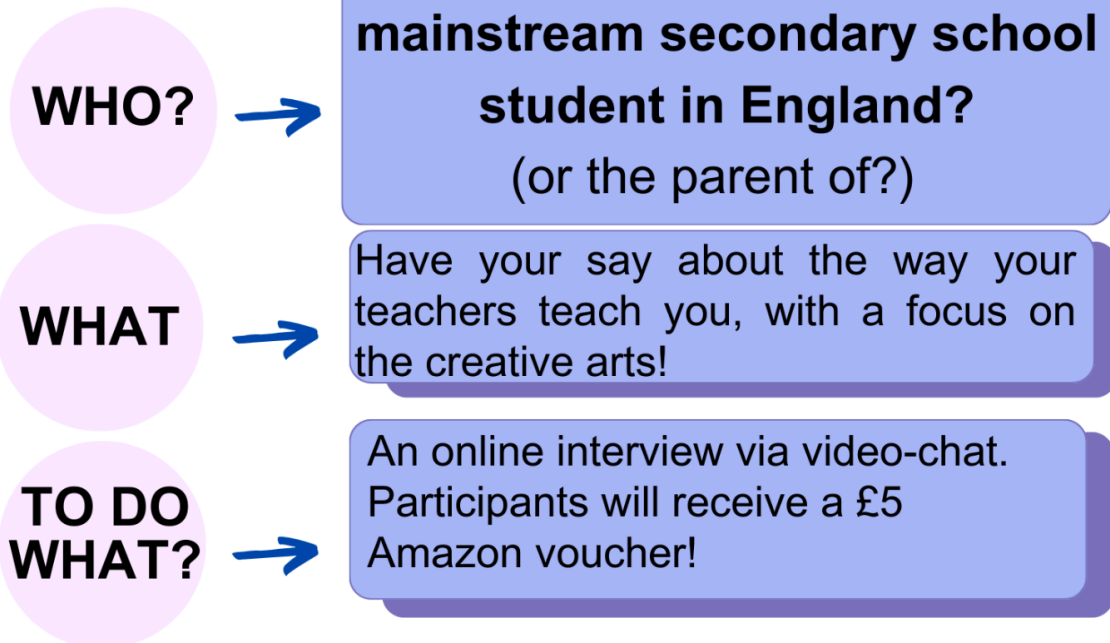 WHO?
mainstream secondary school
student in England?
(or the parent of?)
WHAT
Have your say about the way your
teachers teach you, with a focus on
the creative arts!
TO DO
WHAT?
An online interview via video-chat.
Participants will receive a £5
Amazon voucher!